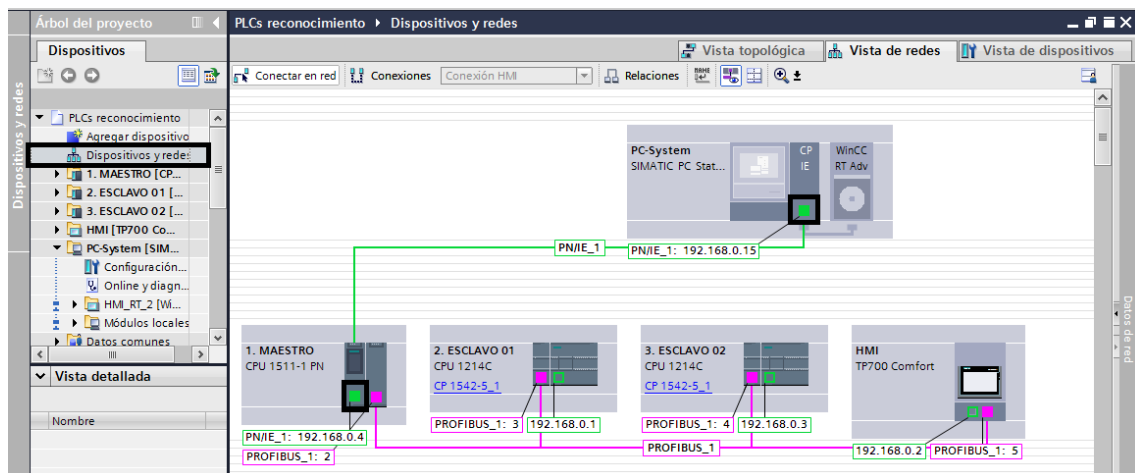 Árbol del proyecto
PLCs reconocimiento ▸ Dispositivos y redes
Dispositivos
Vista topológica
Vista de redes
Vista de dispositivos
Conectar en red
Conexiones
Conexión HMI
Relaciones
Dispositivos y redes
PLCs reconocimiento
Agregar dispositivo
Dispositivos y redes
1. MAESTRO [CP...
2. ESCLAVO 01 [...
3. ESCLAVO 02 [...
HMI [TP700 Co...
PC-System [SIM...
Configuración...
Online y diagn...
HMI_RT_2 [Wi...
Módulos locales
Datos comunes
Vista detallada
Nombre
PC-System
SIMATIC PC Stat...
CP
IE
WinCC
RT Adv
PN/IE_1
PN/IE_1: 192.168.0.15
1. MAESTRO
CPU 1511-1 PN
2. ESCLAVO 01
CPU 1214C
CP 1542-5_1
3. ESCLAVO 02
CPU 1214C
CP 1542-5_1
HMI
TP700 Comfort
PN/IE_1: 192.168.0.4
PROFIBUS_1: 2
PROFIBUS_1: 3
192.168.0.1
PROFIBUS_1: 4
192.168.0.3
PROFIBUS_1
192.168.0.2
PROFIBUS_1: 5
Datos de red